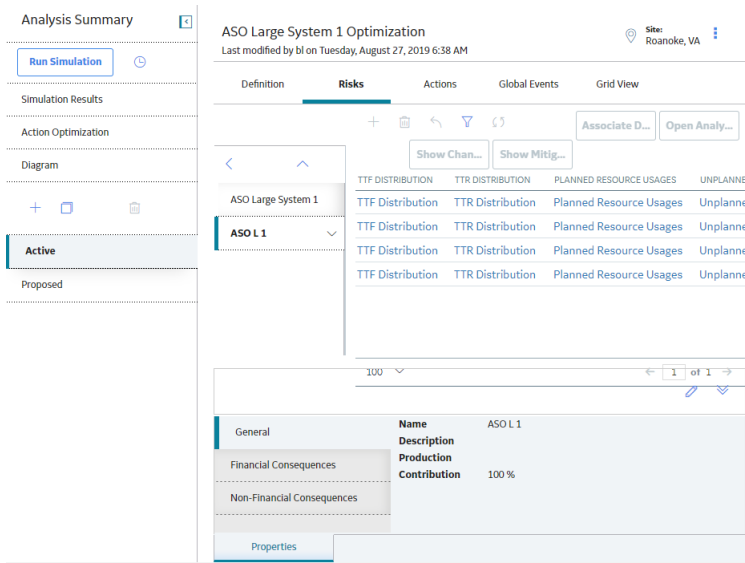 Analysis Summary
Run Simulation
Simulation Results
Action Optimization
Diagram
Active
Proposed
ASO Large System 1 Optimization
Last modified by bl on Tuesday, August 27, 2019 6:38 AM
Site:
Roanoke, VA
Definition Risks Actions Global Events Grid View
Associate D... Open Analy...
Show Chan... Show Mitig...
ASO Large System 1
ASO L 1
TTF DISTRIBUTION TTR DISTRIBUTION PLANNED RESOURCE USAGES UNPLANNE
TTF Distribution TTR Distribution Planned Resource Usages Unplanne
TTF Distribution TTR Distribution Planned Resource Usages Unplanne
TTF Distribution TTR Distribution Planned Resource Usages Unplanne
TTF Distribution TTR Distribution Planned Resource Usages Unplanne
100 1 of 1
General
Financial Consequences
Non-Financial Consequences
Name ASO L 1
Description
Production
Contribution 100 %
Properties